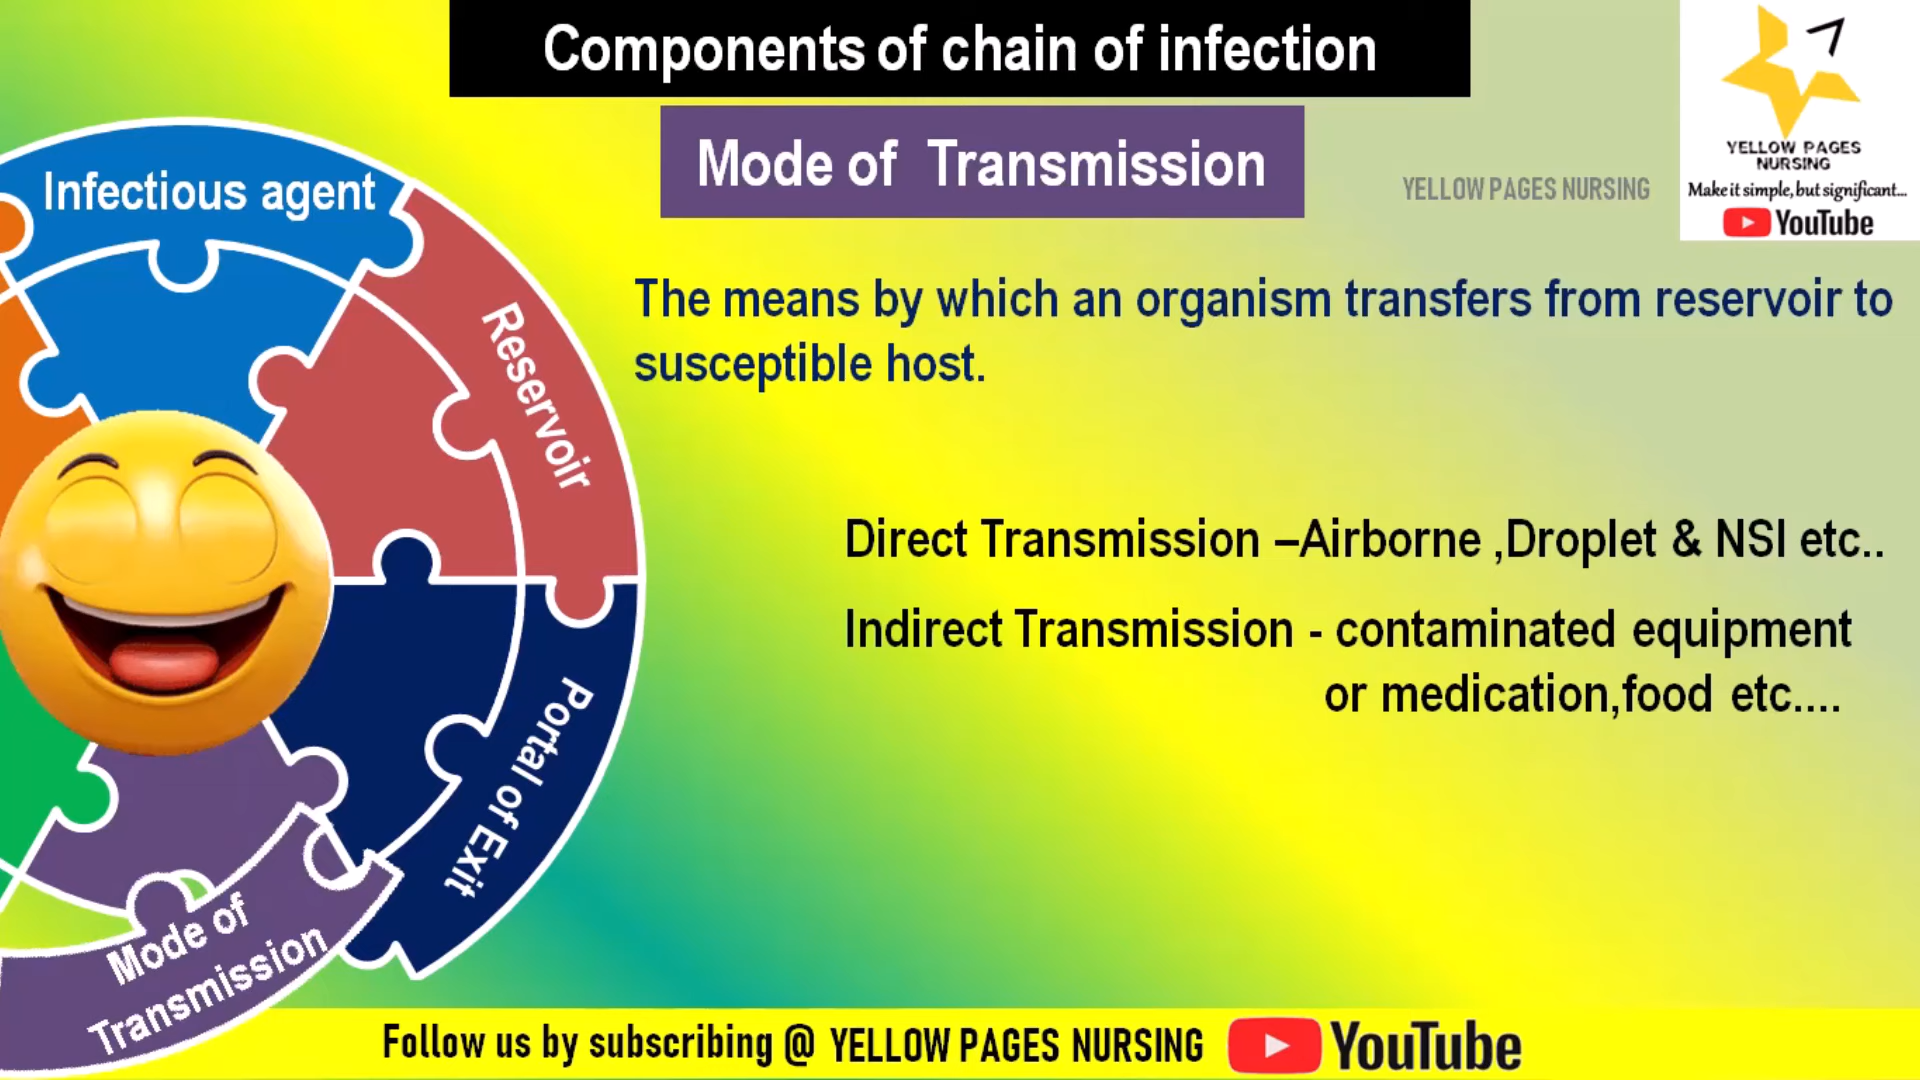 Components of chain of infection
Mode of Transmission
YELLOW PAGES NURSING
YELLOW PAGES
NURSING
Make it simple, but significant...
YouTube
Infectious agent
Reservoir
Portal of Exit
Mode of
Transmission
The means by which an organism transfers from reservoir to
susceptible host.
Direct Transmission –Airborne ,Droplet & NSI etc..
Indirect Transmission - contaminated equipment
or medication,food etc....
Follow us by subscribing @ YELLOW PAGES NURSING YouTube